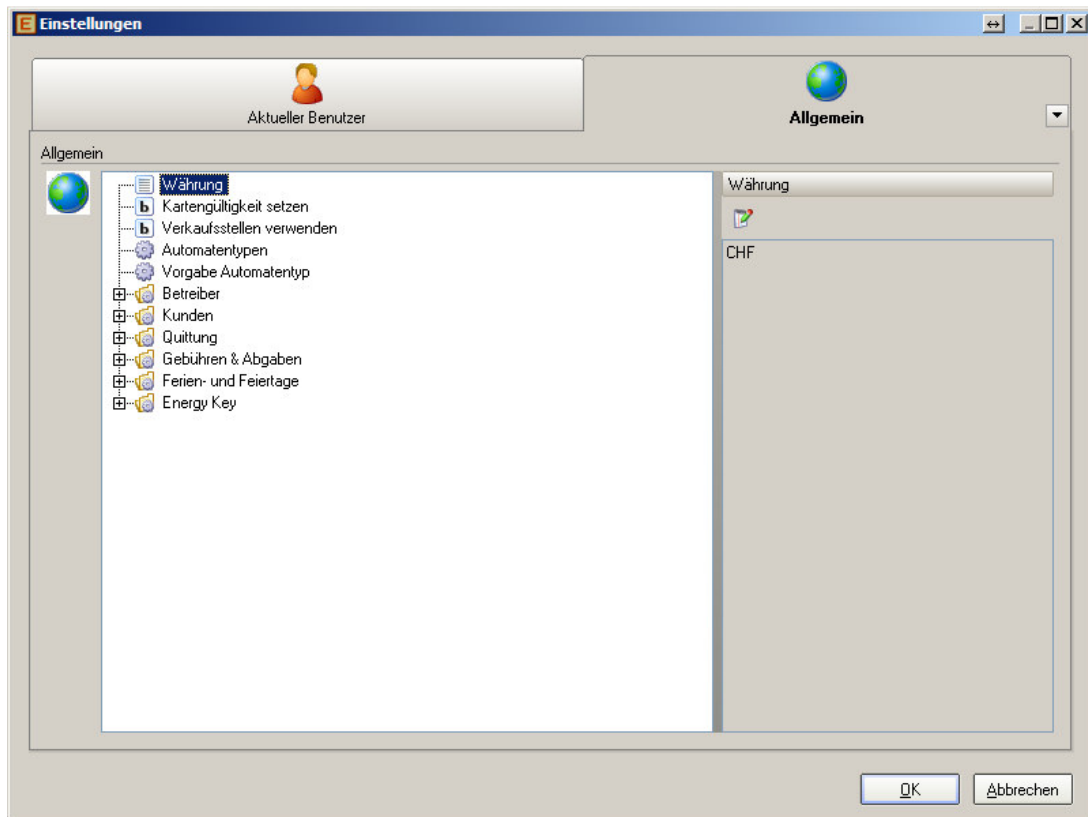 Einstellungen
Aktueller Benutzer
Allgemein
Allgemein
Währung
Kartengültigkeit setzen
Verkaufsstellen verwenden
Automatentypen
Vorgabe Automatentyp
Betreiber
Kunden
Quittung
Gebühren & Abgaben
Ferien- und Feiertage
Energy Key
Währung
CHF
OK
Abbrechen